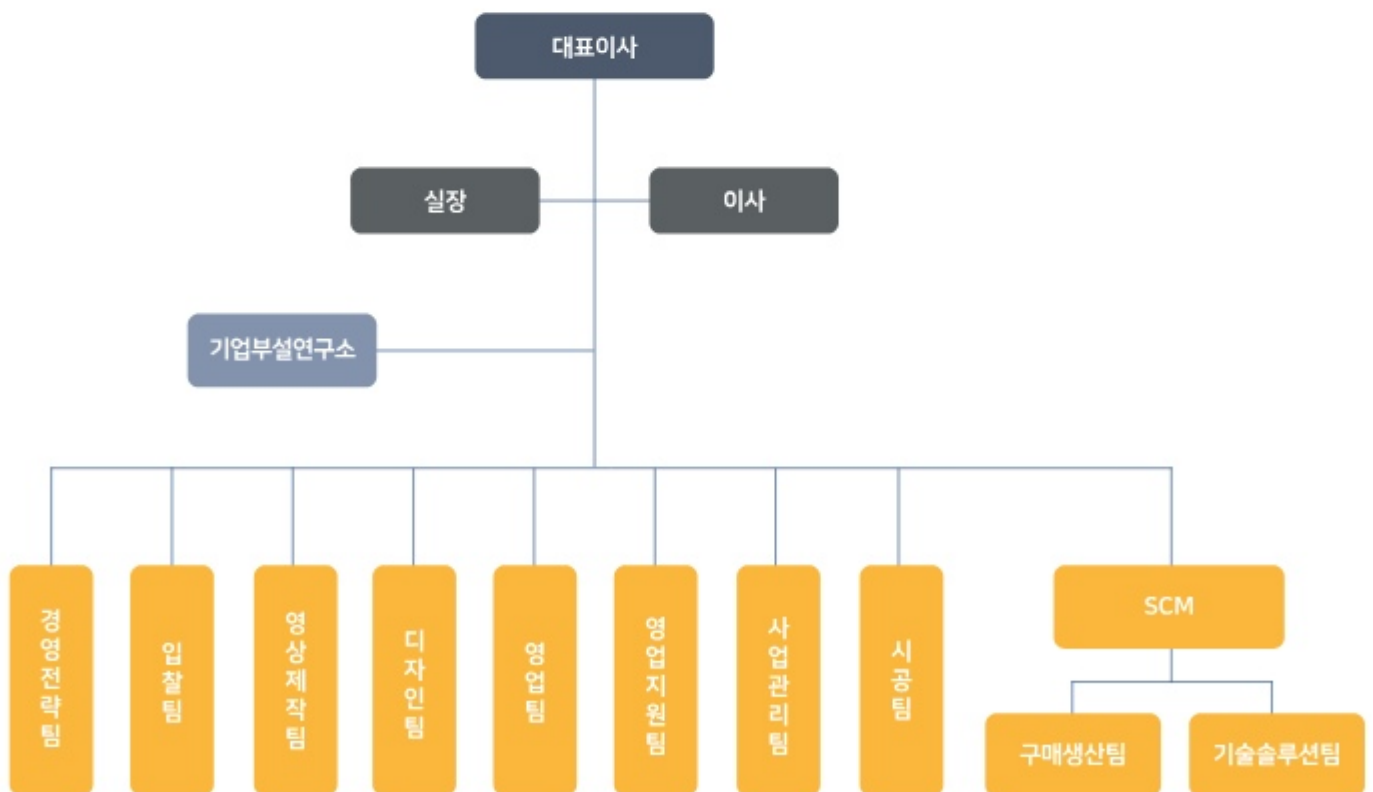 대표이사
실장
이사
기업부설연구소
경영전략팀
입찰팀
영상제작팀
디자인팀
영업팀
영업지원팀
사업관리팀
시공팀
SCM
구매생산팀
기술솔루션팀